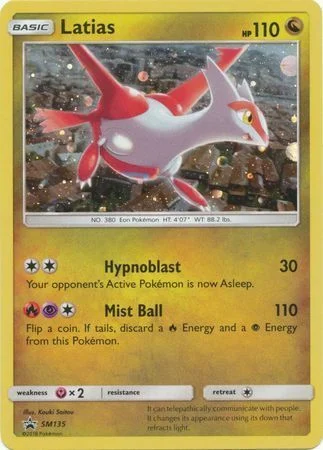 BASIC Latias HP 110
NO. 380 Eon Pokémon HT: 4'07" WT: 88.2 lbs.
Hypnoblast 30
Your opponent's Active Pokémon is now Asleep.
Mist Ball 110
Flip a coin. If tails, discard a Energy and a Energy
from this Pokémon.
weakness × 2 resistance retreat
Illus. Kouki Saitou
PROMO SM135
©2018 Pokémon
It can telepathically communicate with people.
It changes its appearance using its down that
refracts light.